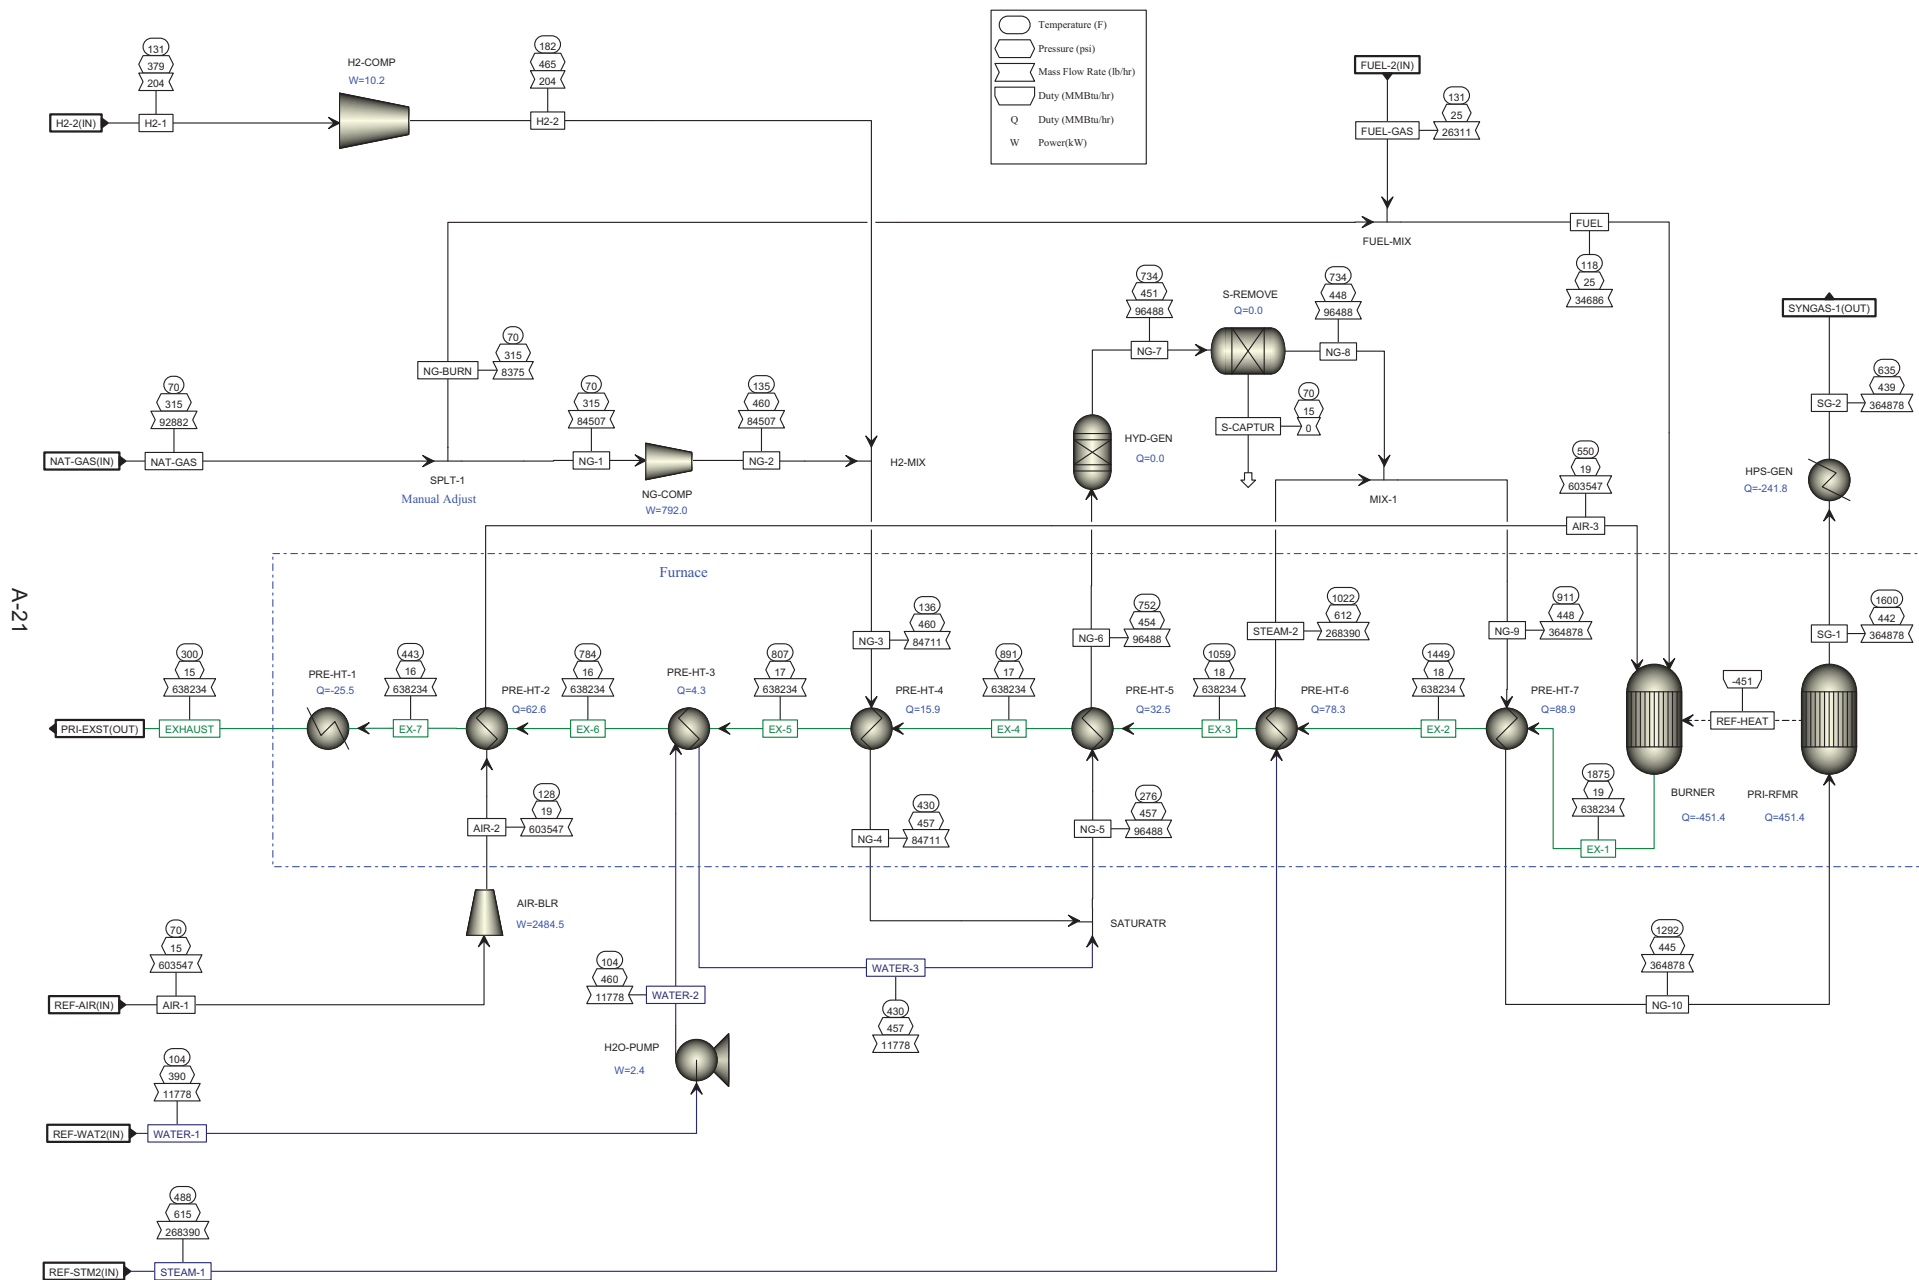 Temperature (F)
Pressure (psi)
Mass Flow Rate (lb/hr)
Duty (MMBtu/hr)
Q Duty (MMBtu/hr)
W Power(kW)
131
379
204
H2-2(IN)
H2-1
H2-COMP
W=10.2
182
465
204
H2-2
FUEL-2(IN)
131
25
26311
FUEL-GAS
FUEL-MIX
FUEL
118
25
34686
734
451
96488
NG-7
S-REMOVE
Q=0.0
734
448
96488
NG-8
SYNGAS-1(OUT)
NG-BURN
70
315
8375
70
315
92882
NAT-GAS(IN)
NAT-GAS
SPLT-1
Manual Adjust
70
315
84507
NG-1
NG-COMP
W=792.0
135
460
84507
NG-2
H2-MIX
HYD-GEN
Q=0.0
S-CAPTUR
70
15
0
MIX-1
635
439
364878
SG-2
HPS-GEN
Q=-241.8
550
19
603547
AIR-3
Furnace
A-21
136
460
84711
NG-3
752
454
96488
NG-6
1022
612
268390
STEAM-2
911
448
364878
NG-9
1600
442
364878
SG-1
300
15
638234
PRI-EXST(OUT)
EXHAUST
PRE-HT-1
Q=-25.5
443
16
638234
EX-7
PRE-HT-2
Q=62.6
784
16
638234
EX-6
PRE-HT-3
Q=4.3
807
17
638234
EX-5
PRE-HT-4
Q=15.9
891
17
638234
EX-4
PRE-HT-5
Q=32.5
1059
18
638234
EX-3
PRE-HT-6
Q=78.3
1449
18
638234
EX-2
PRE-HT-7
Q=88.9
-451
REF-HEAT
1875
19
638234
EX-1
BURNER
Q=-451.4
PRI-RFMR
Q=451.4
128
19
603547
AIR-2
430
457
84711
NG-4
276
457
96488
NG-5
AIR-BLR
W=2484.5
SATURATR
70
15
603547
REF-AIR(IN)
AIR-1
104
460
11778
WATER-2
WATER-3
430
457
11778
1292
445
364878
NG-10
H2O-PUMP
W=2.4
104
390
11778
REF-WAT2(IN)
WATER-1
488
615
268390
REF-STM2(IN)
STEAM-1